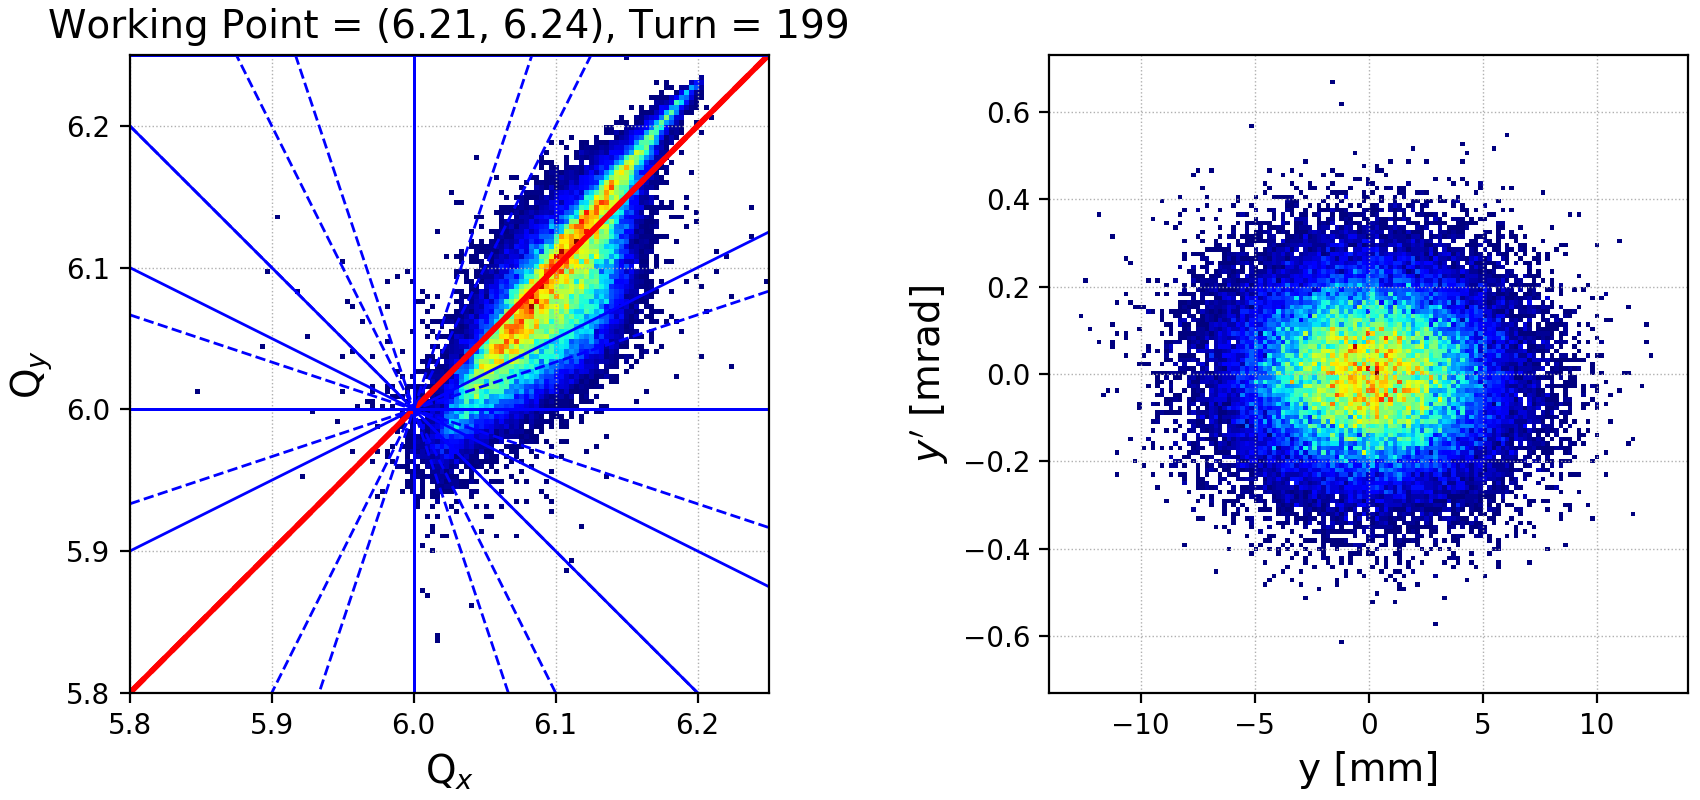 Working Point = (6.21, 6.24), Turn = 199
6.2
6.1
6.0
5.9
5.8
Q_y
5.8 5.9 6.0 6.1 6.2
Q_x
0.6
0.4
0.2
0.0
−0.2
−0.4
−0.6
y′ [mrad]
−10 −5 0 5 10
y [mm]